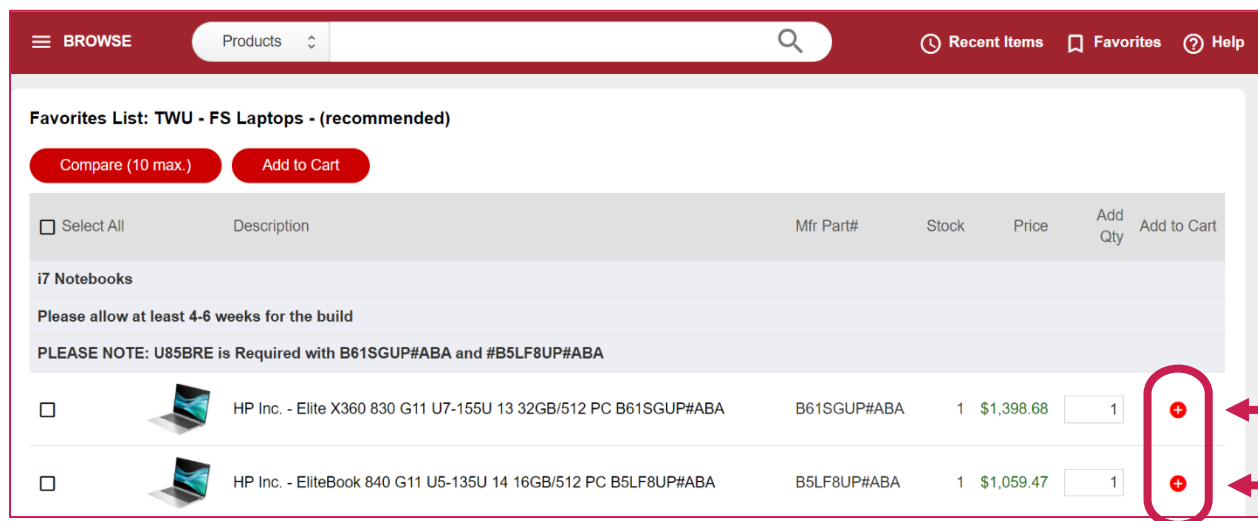 BROWSE Products Recent Items Favorites Help
Favorites List: TWU - FS Laptops - (recommended)
Compare (10 max.) Add to Cart
Select All Description Mfr Part# Stock Price Add Qty Add to Cart
i7 Notebooks
Please allow at least 4-6 weeks for the build
PLEASE NOTE: U85BRE is Required with B61SGUP#ABA and #B5LF8UP#ABA
HP Inc. - Elite X360 830 G11 U7-155U 13 32GB/512 PC B61SGUP#ABA B61SGUP#ABA 1 $1,398.68 1
HP Inc. - EliteBook 840 G11 U5-135U 14 16GB/512 PC B5LF8UP#ABA B5LF8UP#ABA 1 $1,059.47 1